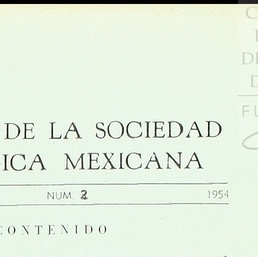 DE LA SOCIEDAD
ICA MEXICANA
NUM. 2 1954
CONTENIDO